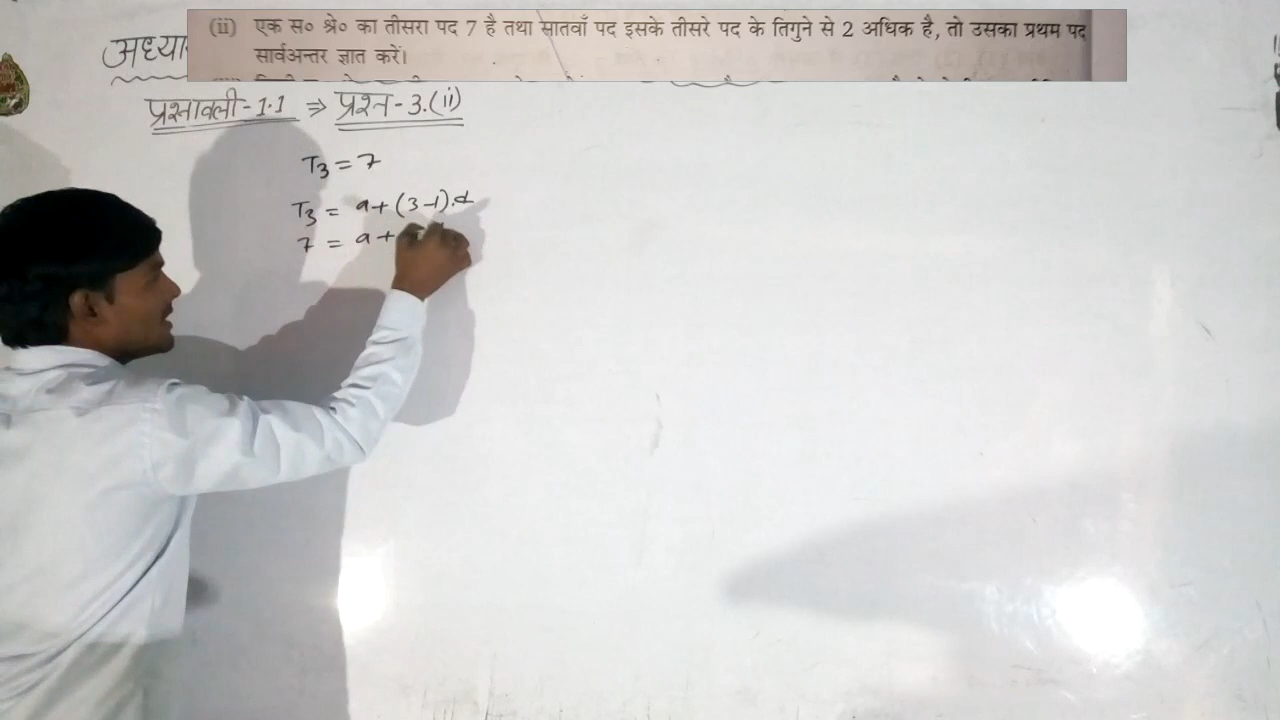 (ii) एक स० श्रे० का तीसरा पद 7 है तथा सातवाँ पद इसके तीसरे पद के तिगुने से 2 अधिक है, तो उसका प्रथम पद
सार्वअन्तर ज्ञात करें।
अध्या
प्रश्नावली-1.1 ⇒ प्रश्न-3.(ii)
T₃ = 7
T₃ = a+(3-1).d
7 = a+